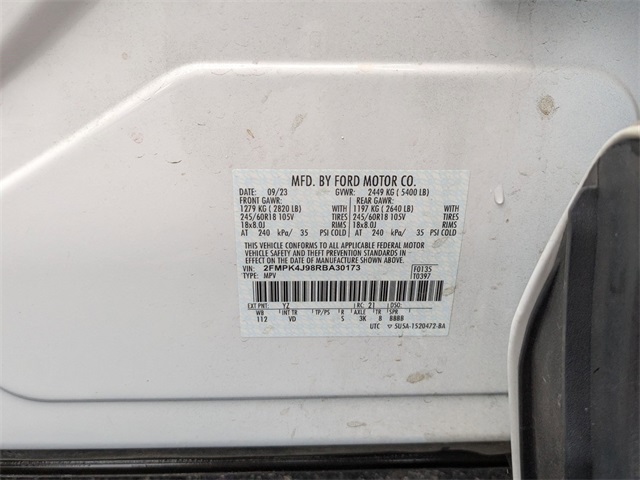 MFD. BY FORD MOTOR CO.
DATE: 09/23 GVWR: 2449 KG ( 5400 LB)
FRONT GAWR: REAR GAWR:
1279 KG ( 2820 LB) WITH 1197 KG ( 2640 LB) WITH
245/60R18 105V TIRES 245/60R18 105V TIRES
18x8.0J RIMS 18x8.0J RIMS
AT 240 kPa/ 35 PSI COLD AT 240 kPa/ 35 PSI COLD
THIS VEHICLE CONFORMS TO ALL APPLICABLE FEDERAL MOTOR
VEHICLE SAFETY AND THEFT PREVENTION STANDARDS IN
EFFECT ON THE DATE OF MANUFACTURE SHOWN ABOVE.
VIN: 2FMPK4J98RBA30173 F0135
TYPE: MPV T0397
EXT PNT: YZ RC: 21 DSO:
WB INT TR TP/PS R AXLE TR SPR
112 VD S 3K 8 BBBB
UTC 5U5A-1520472-BA